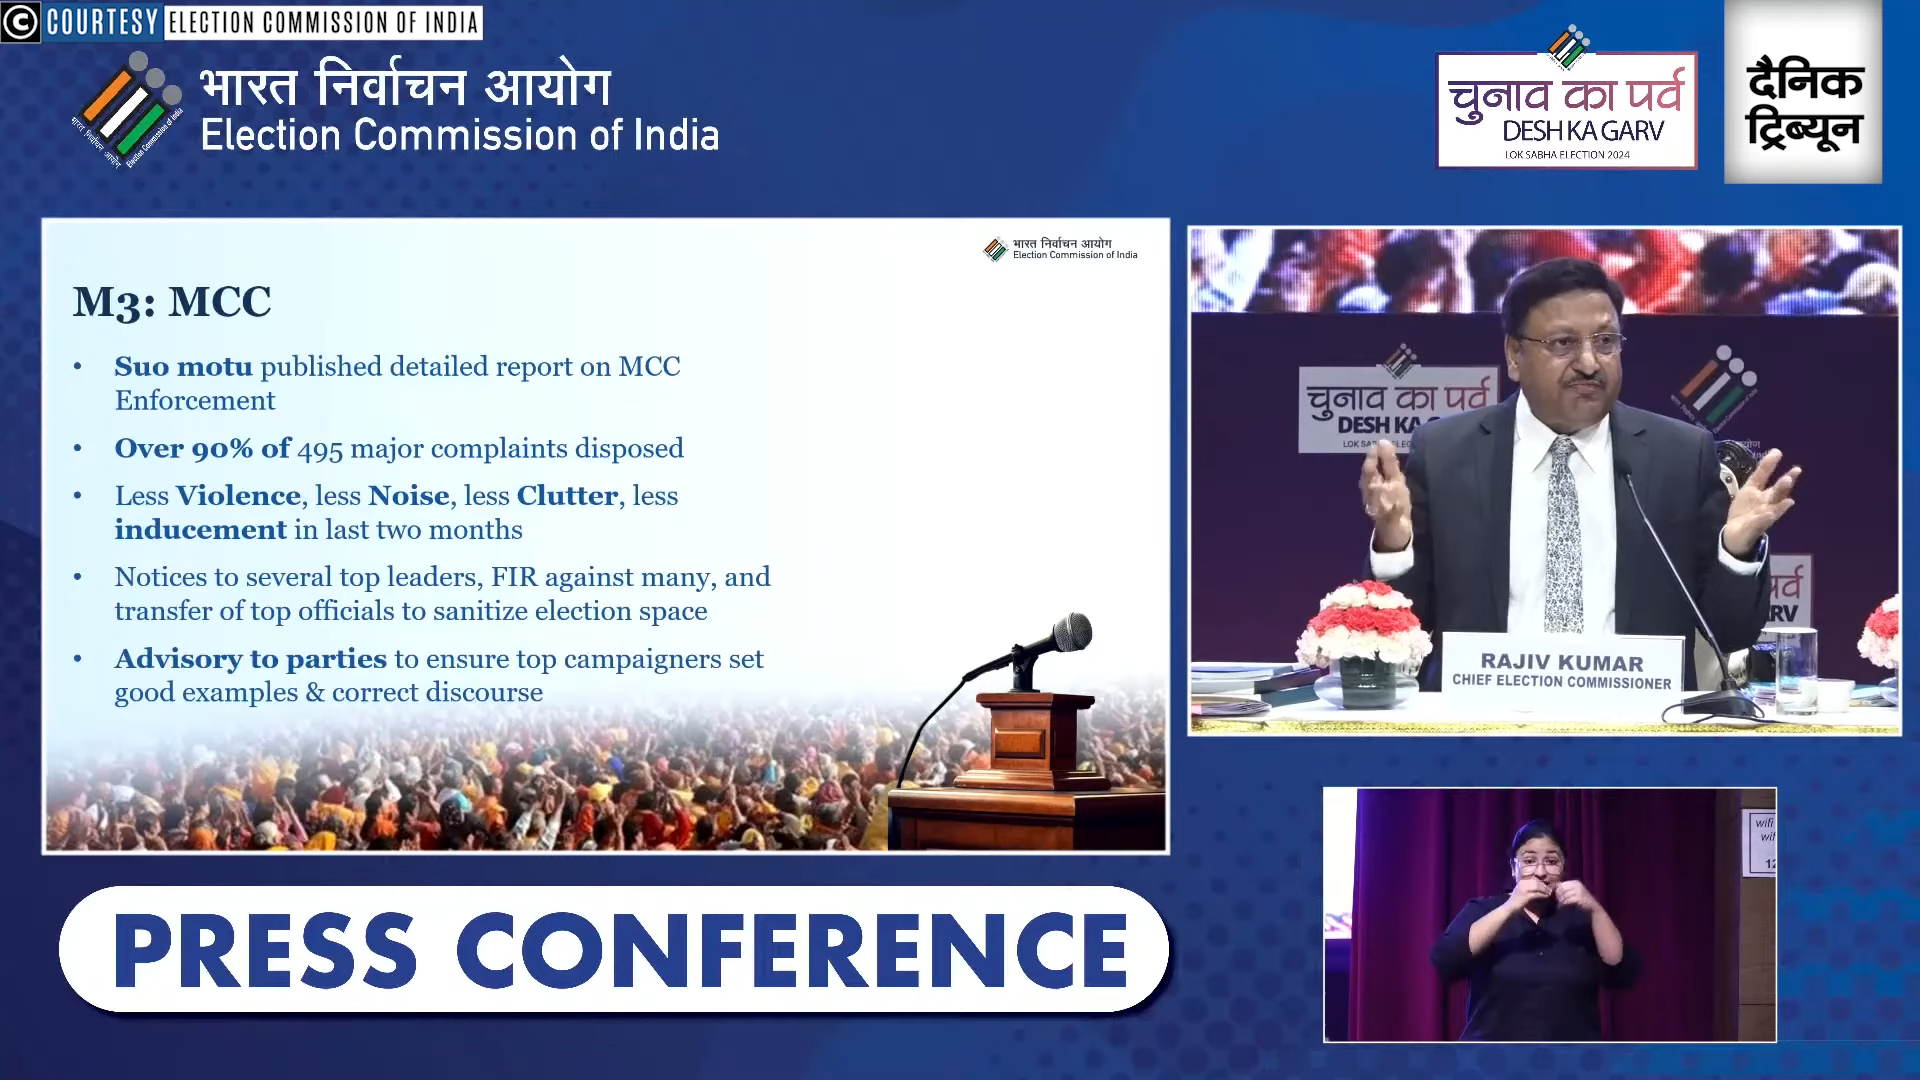 © COURTESY ELECTION COMMISSION OF INDIA
भारत निर्वाचन आयोग
Election Commission of India
चुनाव का पर्व
DESH KA GARV
LOK SABHA ELECTION 2024
दैनिक
ट्रिब्यून
भारत निर्वाचन आयोग
Election Commission of India
M3: MCC
• Suo motu published detailed report on MCC
Enforcement
• Over 90% of 495 major complaints disposed
• Less Violence, less Noise, less Clutter, less
inducement in last two months
• Notices to several top leaders, FIR against many, and
transfer of top officials to sanitize election space
• Advisory to parties to ensure top campaigners set
good examples & correct discourse
चुनाव का पर्व
DESH
RAJIV KUMAR
CHIEF ELECTION COMMISSIONER
wifi
PRESS CONFERENCE